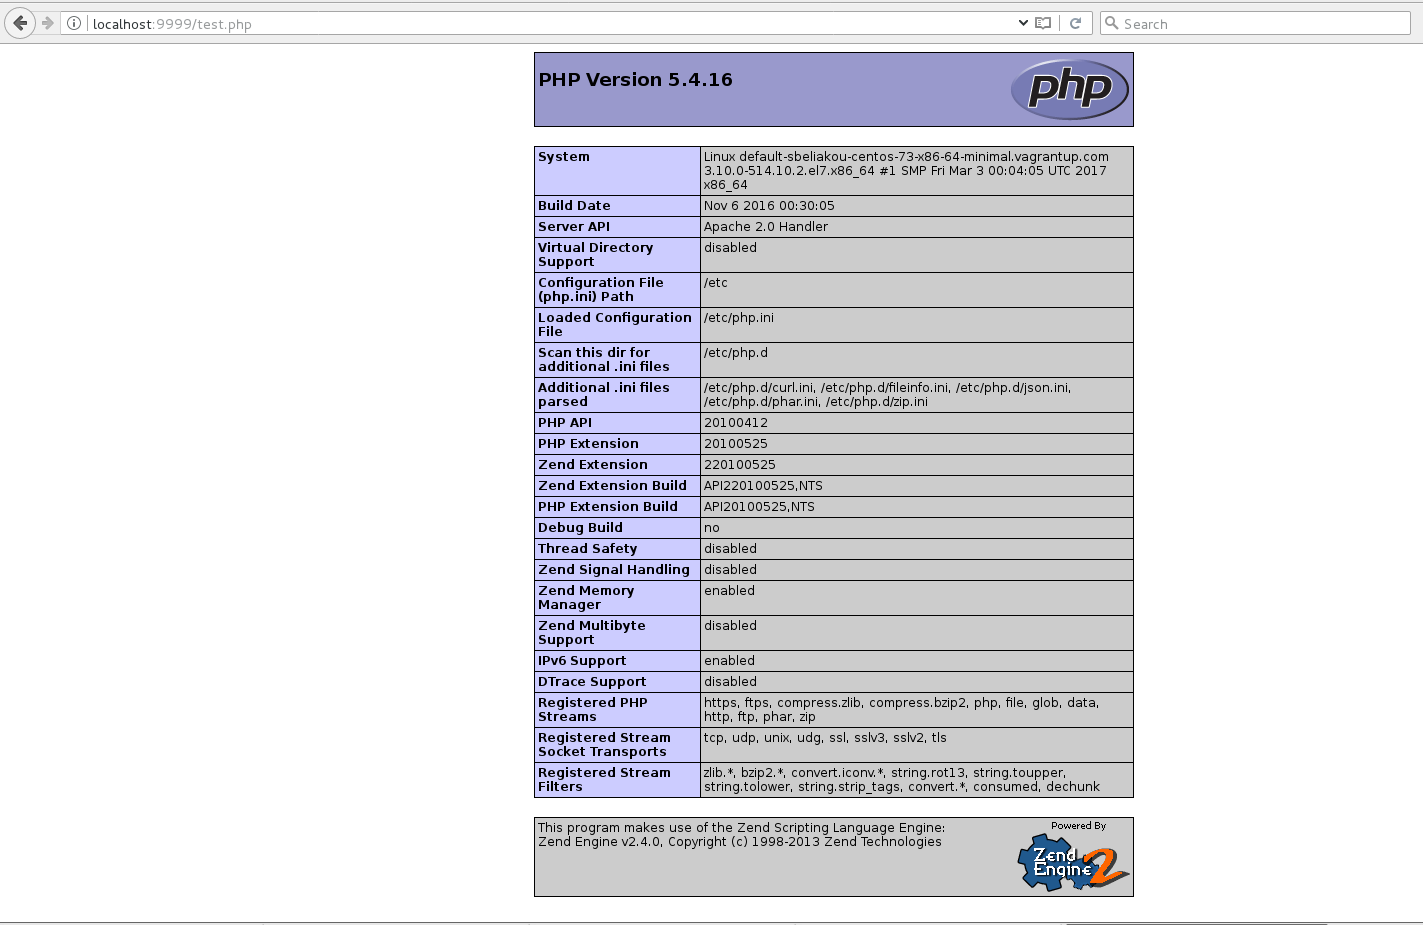 localhost:9999/test.php
Search
PHP Version 5.4.16
php
System
Linux default-sbeliakou-centos-73-x86-64-minimal.vagrantup.com
3.10.0-514.10.2.el7.x86_64 #1 SMP Fri Mar 3 00:04:05 UTC 2017
x86_64
Build Date
Nov 6 2016 00:30:05
Server API
Apache 2.0 Handler
Virtual Directory
Support
disabled
Configuration File
(php.ini) Path
/etc
Loaded Configuration
File
/etc/php.ini
Scan this dir for
additional .ini files
/etc/php.d
Additional .ini files
parsed
/etc/php.d/curl.ini, /etc/php.d/fileinfo.ini, /etc/php.d/json.ini,
/etc/php.d/phar.ini, /etc/php.d/zip.ini
PHP API
20100412
PHP Extension
20100525
Zend Extension
220100525
Zend Extension Build
API220100525,NTS
PHP Extension Build
API20100525,NTS
Debug Build
no
Thread Safety
disabled
Zend Signal Handling
disabled
Zend Memory
Manager
enabled
Zend Multibyte
Support
disabled
IPv6 Support
enabled
DTrace Support
disabled
Registered PHP
Streams
https, ftps, compress.zlib, compress.bzip2, php, file, glob, data,
http, ftp, phar, zip
Registered Stream
Socket Transports
tcp, udp, unix, udg, ssl, sslv3, sslv2, tls
Registered Stream
Filters
zlib.*, bzip2.*, convert.iconv.*, string.rot13, string.toupper,
string.tolower, string.strip_tags, convert.*, consumed, dechunk
This program makes use of the Zend Scripting Language Engine:
Zend Engine v2.4.0, Copyright (c) 1998-2013 Zend Technologies
Powered By
Zend
Engine 2